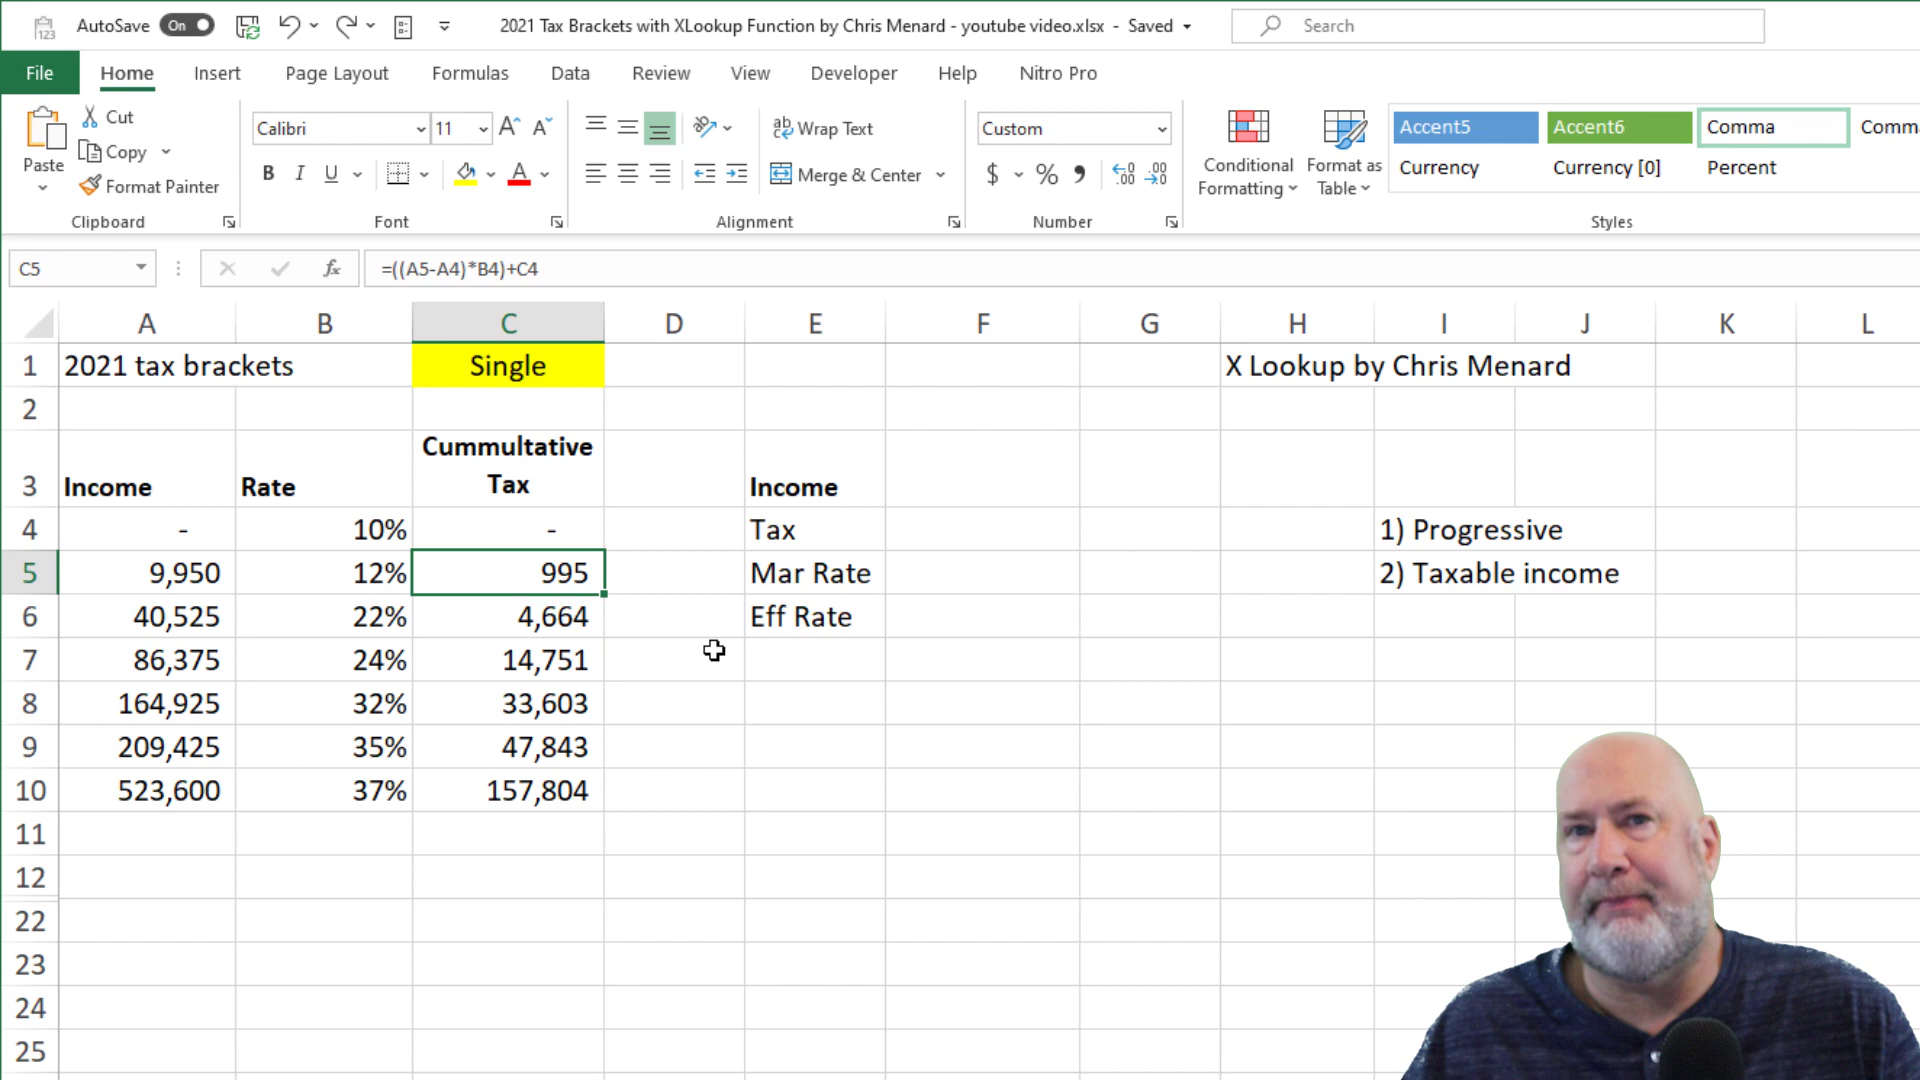 AutoSave On 2021 Tax Brackets with XLookup Function by Chris Menard - youtube video.xlsx - Saved Search
File Home Insert Page Layout Formulas Data Review View Developer Help Nitro Pro
Paste Cut Copy Format Painter
Clipboard
Calibri 11
B I U A
Font
ab Wrap Text
Merge & Center
Alignment
Custom
$ % 9 .00 .00
Number
Conditional Formatting
Format as Table
Accent5 Accent6 Comma Comm
Currency Currency [0] Percent
Styles
C5 fx =((A5-A4)*B4)+C4
A B C D E F G H I J K L
1 2021 tax brackets Single X Lookup by Chris Menard
2
3 Income Rate Cummultative Tax Income
4 - 10% - Tax 1) Progressive
5 9,950 12% 995 Mar Rate 2) Taxable income
6 40,525 22% 4,664 Eff Rate
7 86,375 24% 14,751
8 164,925 32% 33,603
9 209,425 35% 47,843
10 523,600 37% 157,804
11
12
22
23
24
25